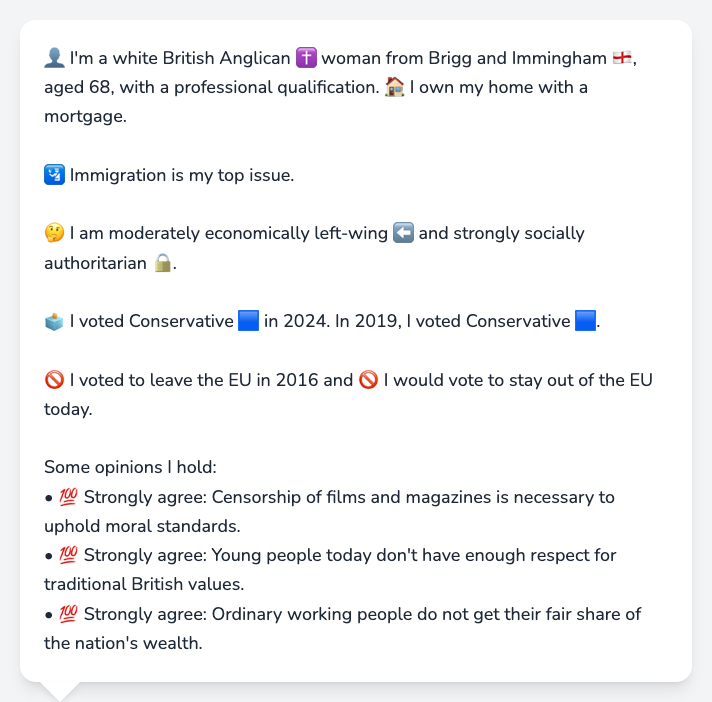 👤 I'm a white British Anglican ✝️ woman from Brigg and Immingham 🏴󠁧󠁢󠁥󠁮󠁧󠁿,
aged 68, with a professional qualification. 🏠 I own my home with a
mortgage.
🛂 Immigration is my top issue.
🤔 I am moderately economically left-wing ⬅️ and strongly socially
authoritarian 🔒.
🗳️ I voted Conservative 🟦 in 2024. In 2019, I voted Conservative 🟦.
🚫 I voted to leave the EU in 2016 and 🚫 I would vote to stay out of the EU
today.
Some opinions I hold:
• 💯 Strongly agree: Censorship of films and magazines is necessary to
uphold moral standards.
• 💯 Strongly agree: Young people today don't have enough respect for
traditional British values.
• 💯 Strongly agree: Ordinary working people do not get their fair share of
the nation's wealth.